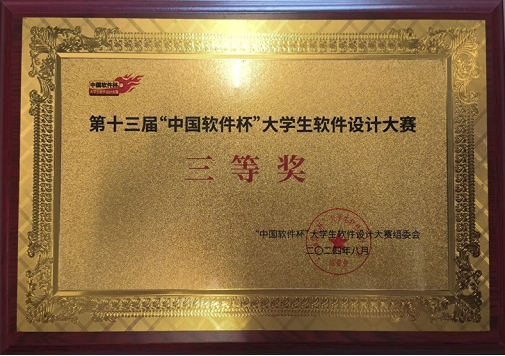 中国软件杯
第十三届“中国软件杯”大学生软件设计大赛
三等奖
“中国软件杯”大学生软件设计大赛组委会
二〇二四年八月